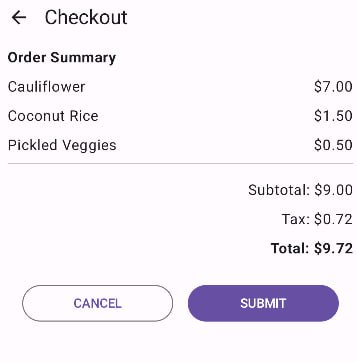 Checkout
Order Summary
Cauliflower $7.00
Coconut Rice $1.50
Pickled Veggies $0.50
Subtotal: $9.00
Tax: $0.72
Total: $9.72
CANCEL SUBMIT